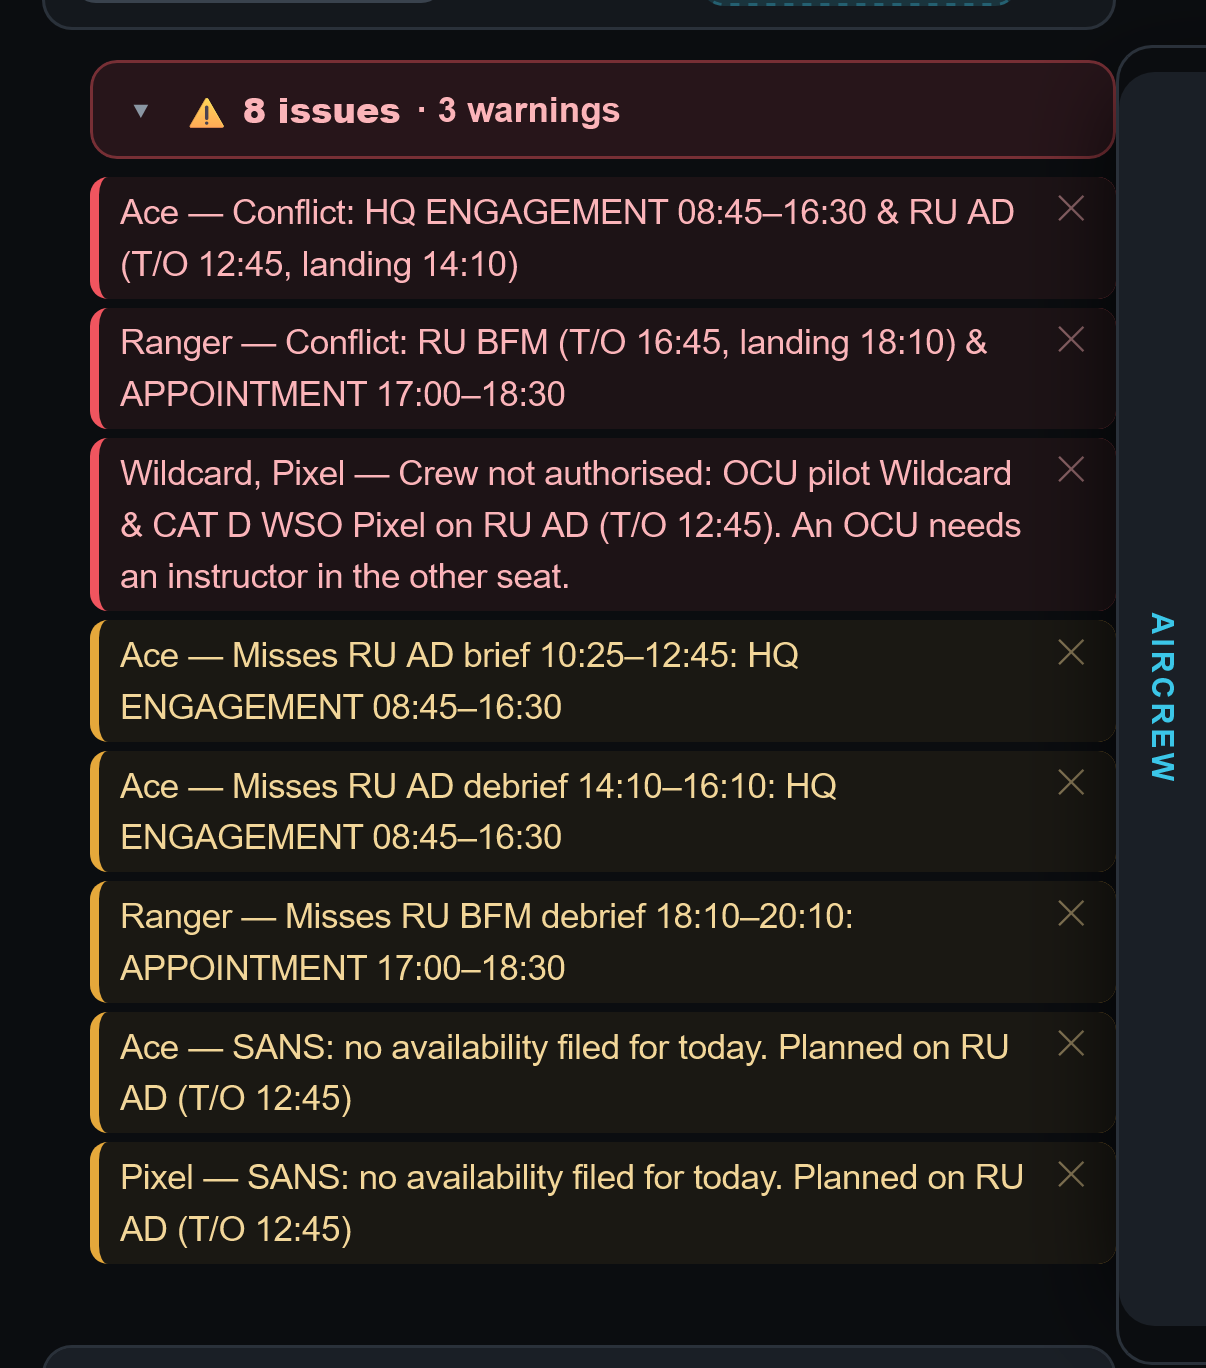 ▼ ⚠️ 8 issues · 3 warnings
Ace — Conflict: HQ ENGAGEMENT 08:45–16:30 & RU AD
(T/O 12:45, landing 14:10)
Ranger — Conflict: RU BFM (T/O 16:45, landing 18:10) &
APPOINTMENT 17:00–18:30
Wildcard, Pixel — Crew not authorised: OCU pilot Wildcard
& CAT D WSO Pixel on RU AD (T/O 12:45). An OCU needs
an instructor in the other seat.
Ace — Misses RU AD brief 10:25–12:45: HQ
ENGAGEMENT 08:45–16:30
Ace — Misses RU AD debrief 14:10–16:10: HQ
ENGAGEMENT 08:45–16:30
Ranger — Misses RU BFM debrief 18:10–20:10:
APPOINTMENT 17:00–18:30
Ace — SANS: no availability filed for today. Planned on RU
AD (T/O 12:45)
Pixel — SANS: no availability filed for today. Planned on RU
AD (T/O 12:45)
AIRCREW